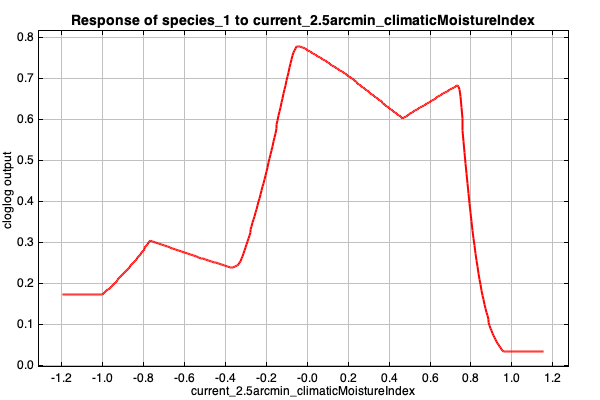 Response of species_1 to current_2.5arcmin_climaticMoistureIndex
0.8
0.7
0.6
0.5
0.4
0.3
0.2
0.1
0.0
cloglog output
-1.2 -1.0 -0.8 -0.6 -0.4 -0.2 -0.0 0.2 0.4 0.6 0.8 1.0 1.2
current_2.5arcmin_climaticMoistureIndex